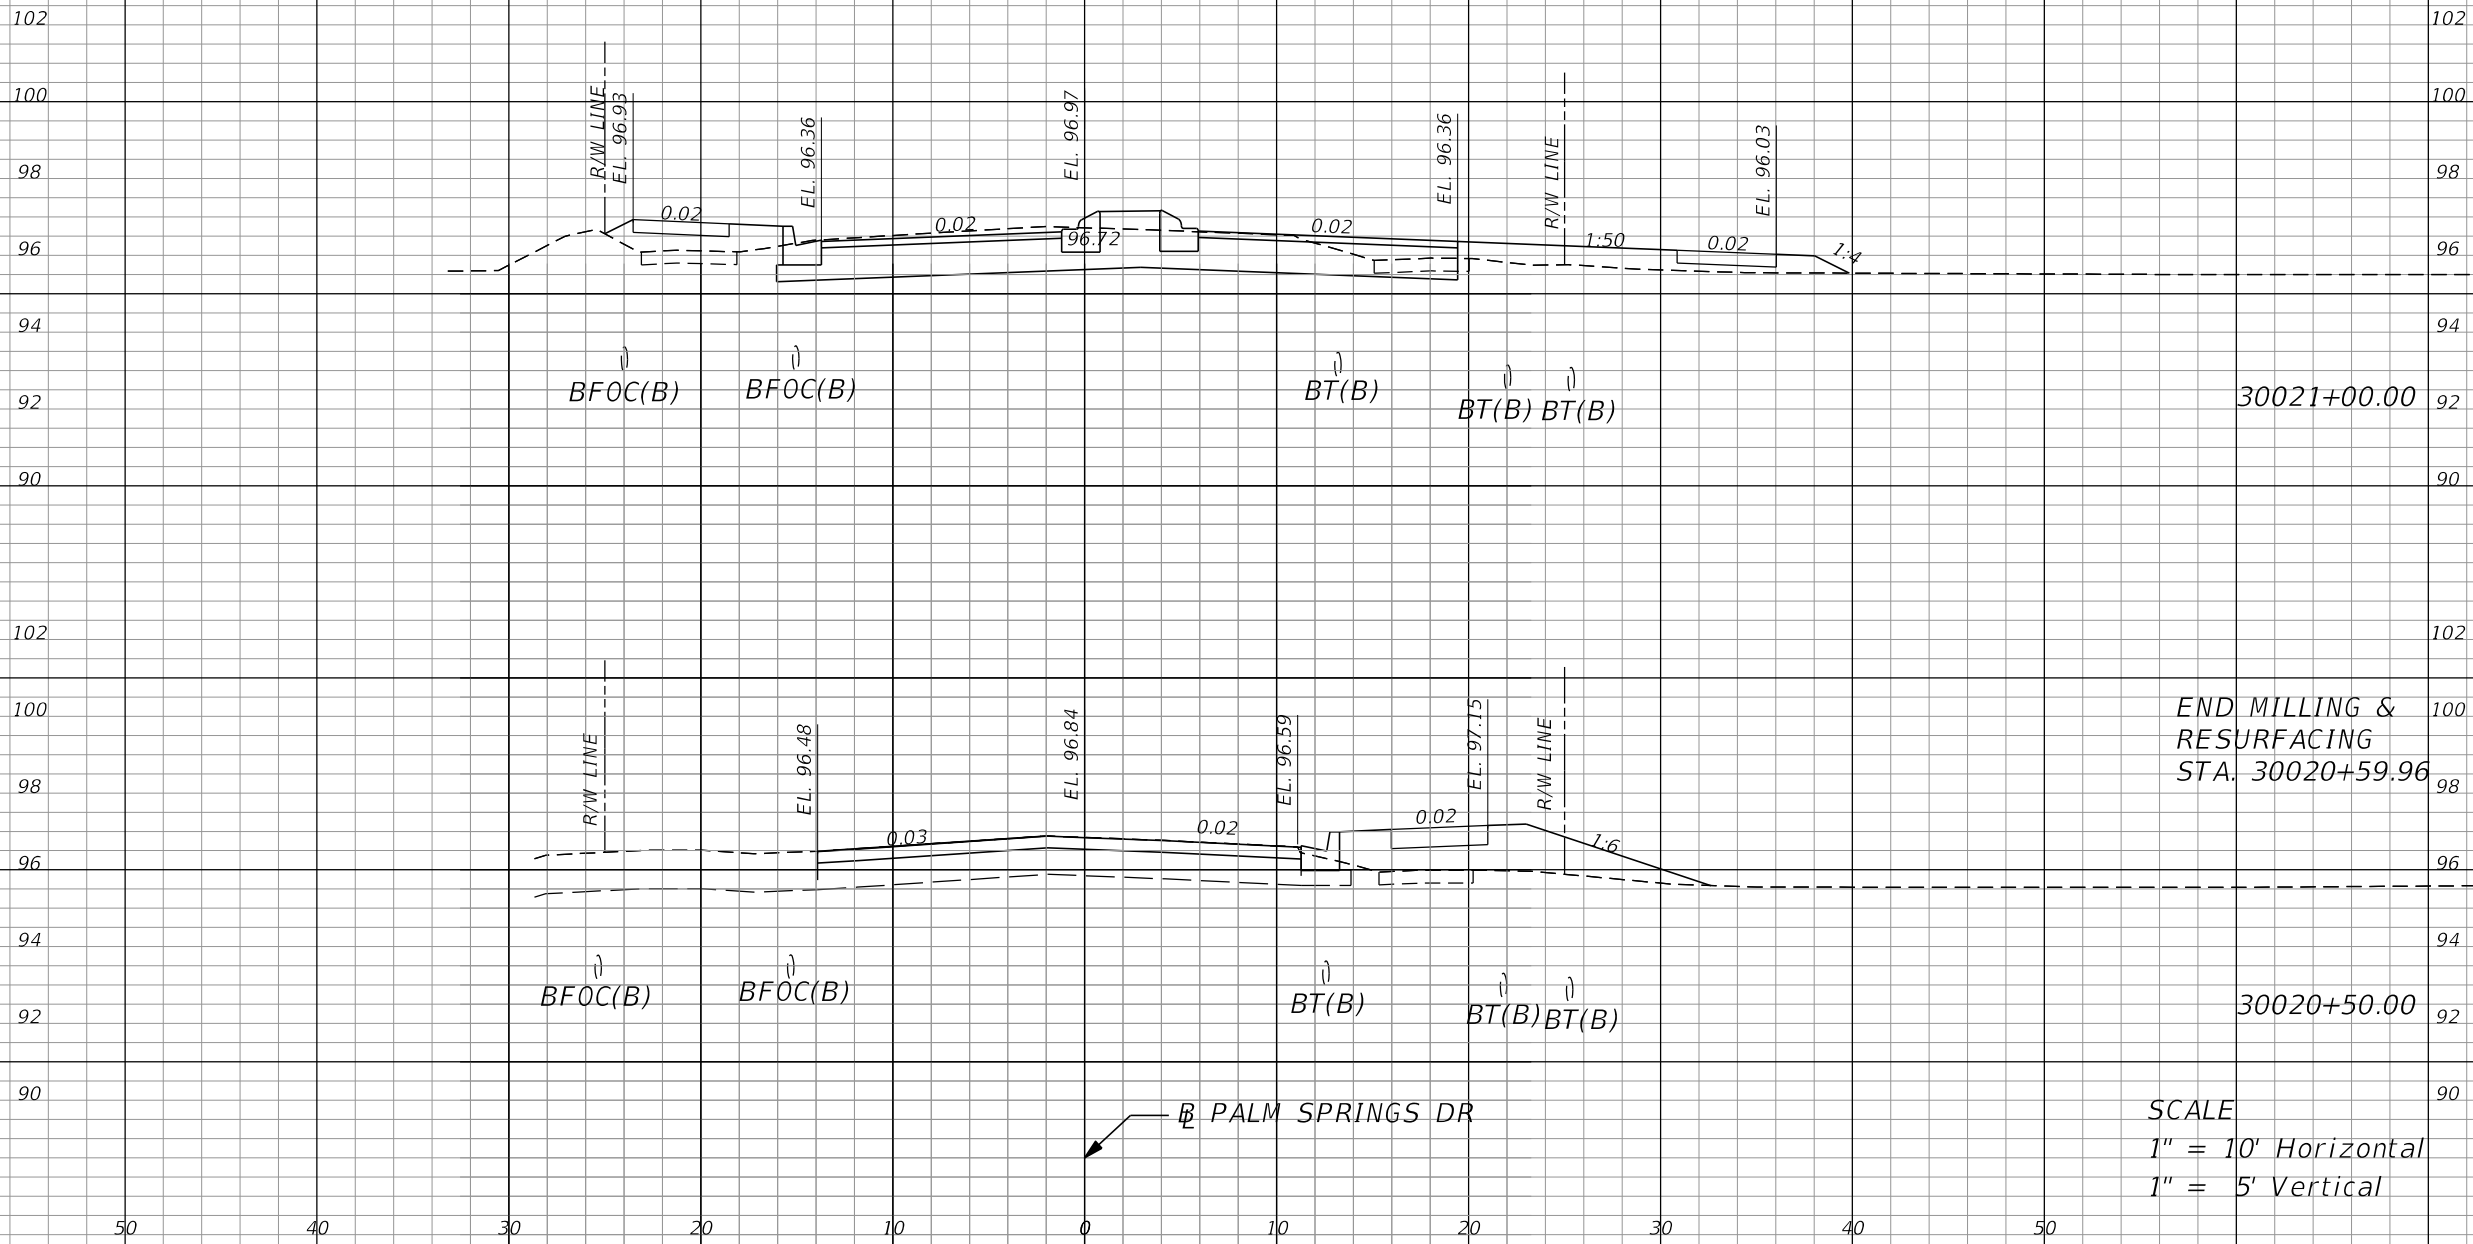 102 102
100 100
98 98
96 96
94 94
92 92
90 90
R/W LINE
EL. 96.93
EL. 96.36
EL. 96.97
EL. 96.36
R/W LINE
EL. 96.03
0.02
0.02
96.72
0.02
1:50
0.02
1:4
BFOC(B)
BFOC(B)
BT(B)
BT(B)
BT(B)
30021+00.00
102 102
100 100
98 98
96 96
94 94
92 92
90 90
END MILLING &
RESURFACING
STA. 30020+59.96
R/W LINE
EL. 96.48
EL. 96.84
EL. 96.59
EL. 97.15
R/W LINE
0.03
0.02
0.02
1:6
BFOC(B)
BFOC(B)
BT(B)
BT(B)
BT(B)
30020+50.00
BL PALM SPRINGS DR
SCALE
1" = 10' Horizontal
1" = 5' Vertical
50 40 30 20 10 0 10 20 30 40 50